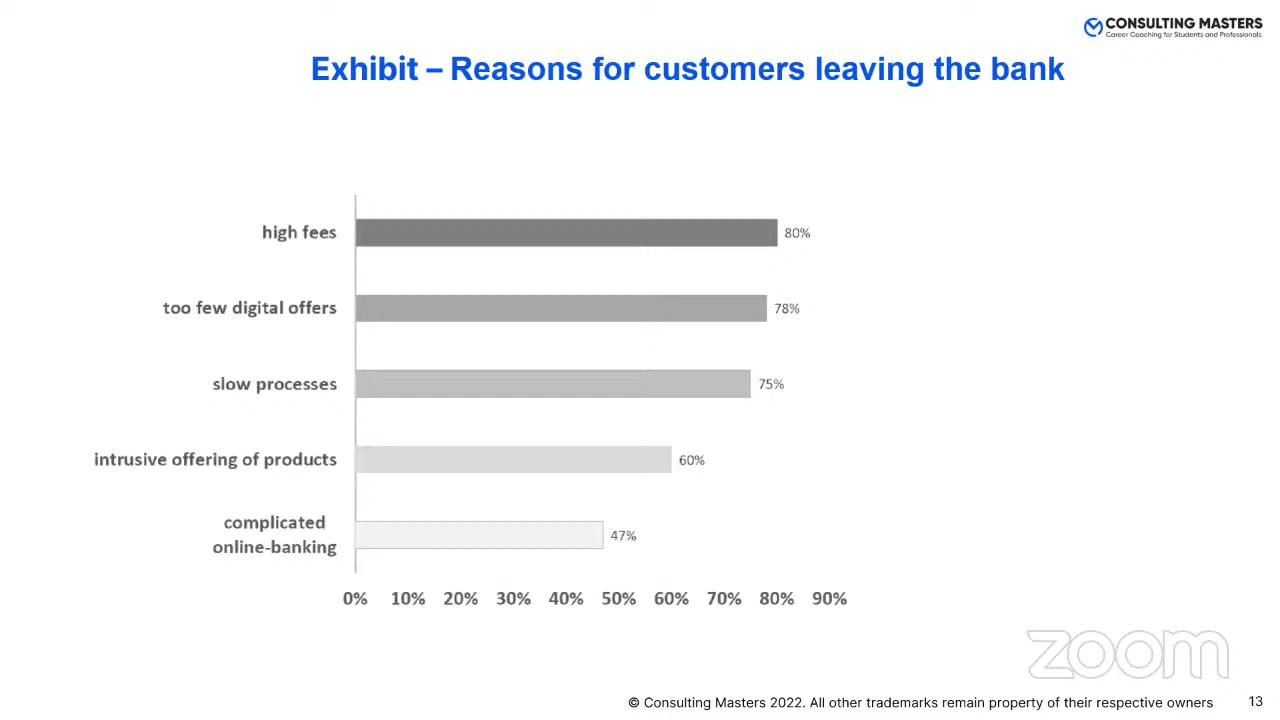 CONSULTING MASTERS
Career Coaching for Students and Professionals
Exhibit – Reasons for customers leaving the bank
high fees
80%
too few digital offers
78%
slow processes
75%
intrusive offering of products
60%
complicated
online-banking
47%
0% 10% 20% 30% 40% 50% 60% 70% 80% 90%
zoom
© Consulting Masters 2022. All other trademarks remain property of their respective owners 13